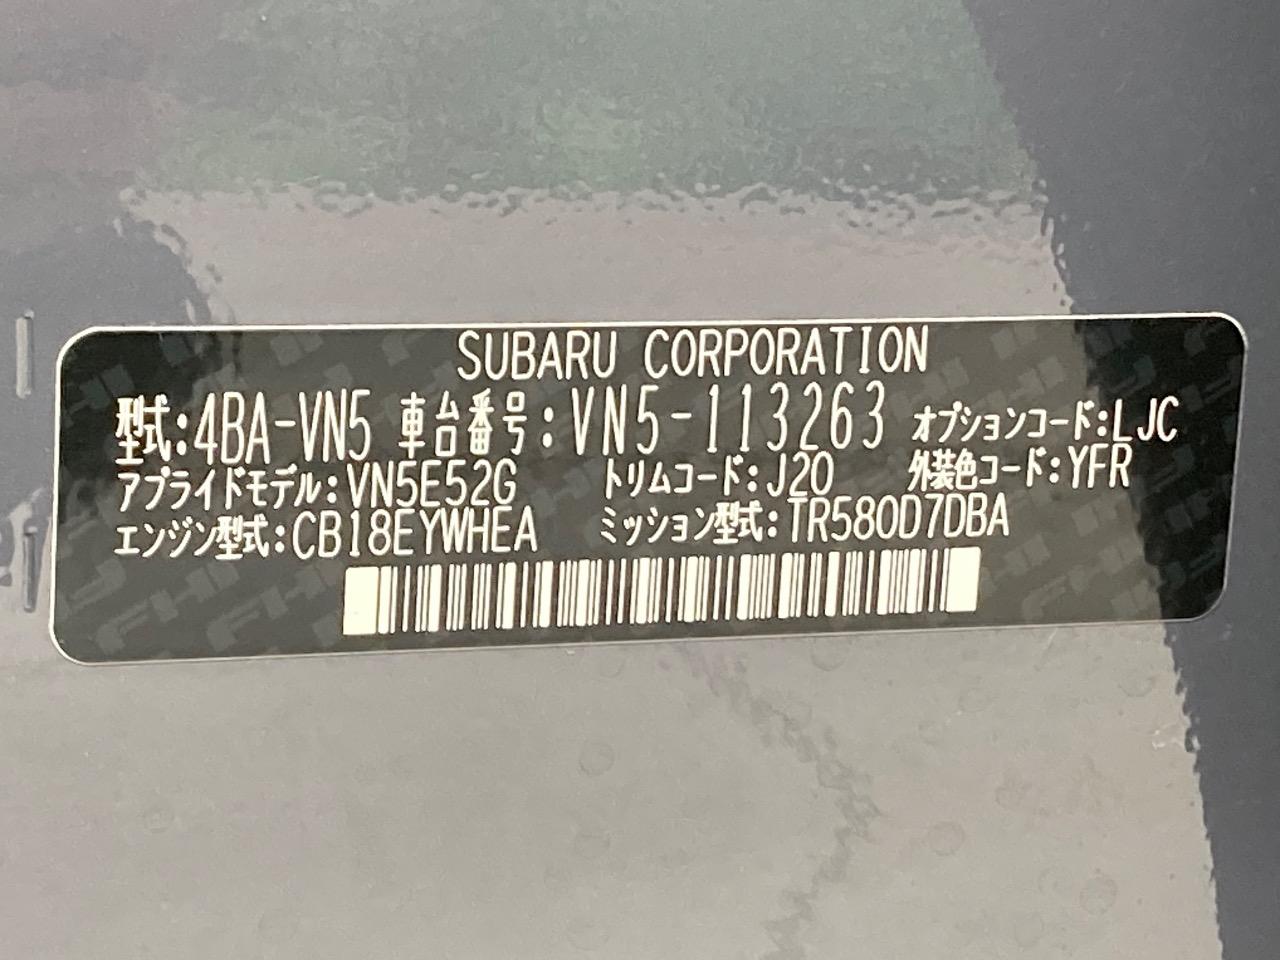 SUBARU CORPORATION
型式:4BA-VN5 車台番号:VN5-113263 オプションコード:LJC
アプライドモデル:VN5E52G トリムコード:J20 外装色コード:YFR
エンジン型式:CB18EYWHEA ミッション型式:TR580D7DBA